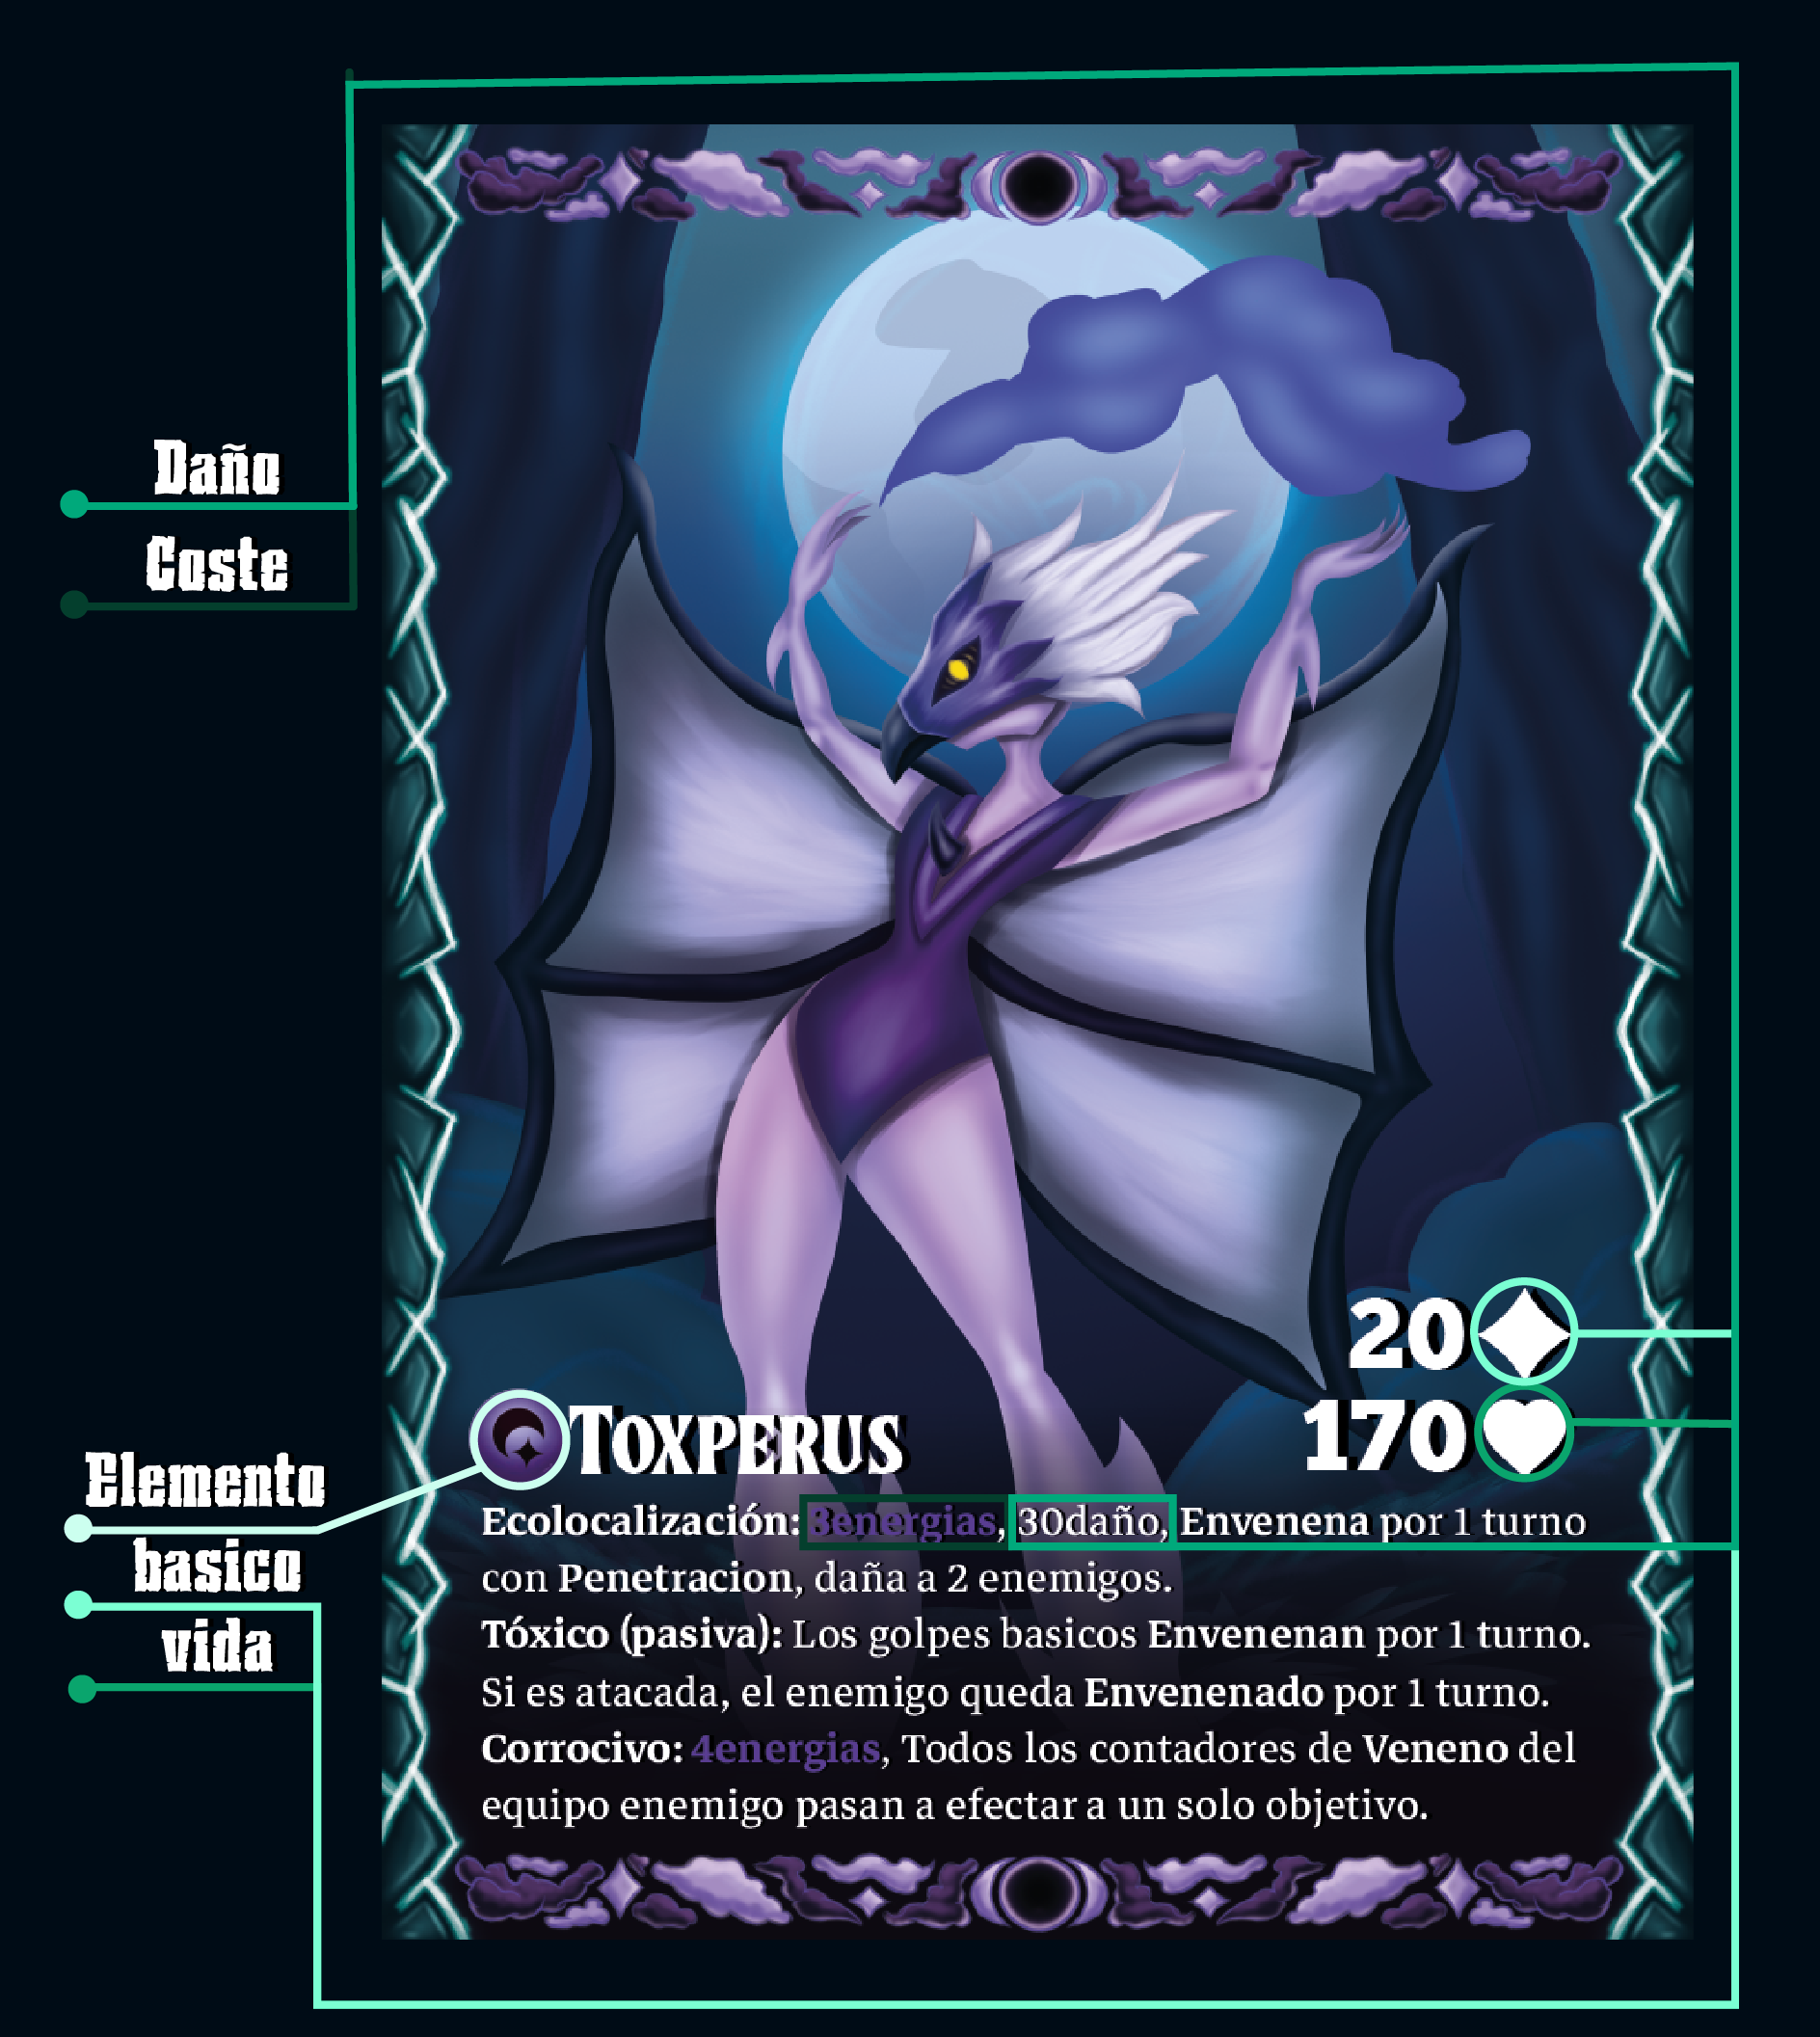 Daño
Coste
20
170
Toxperus
Elemento
basico
vida
Ecolocalización: 3energias, 30daño, Envenena por 1 turno
con Penetracion, daña a 2 enemigos.
Tóxico (pasiva): Los golpes basicos Envenenan por 1 turno.
Si es atacada, el enemigo queda Envenenado por 1 turno.
Corrocivo: 4energias, Todos los contadores de Veneno del
equipo enemigo pasan a efectar a un solo objetivo.